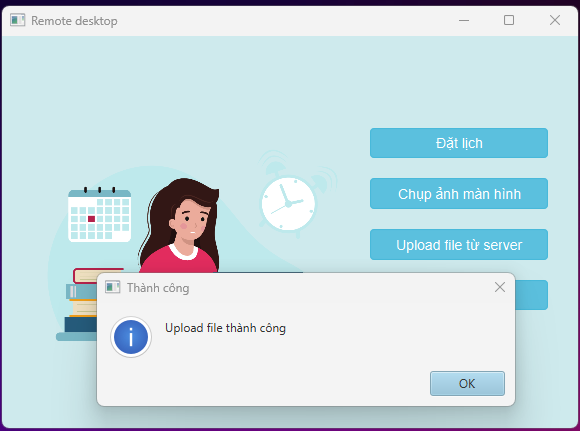 Remote desktop
Đặt lịch
Chụp ảnh màn hình
Upload file từ server
Thành công
Upload file thành công
OK